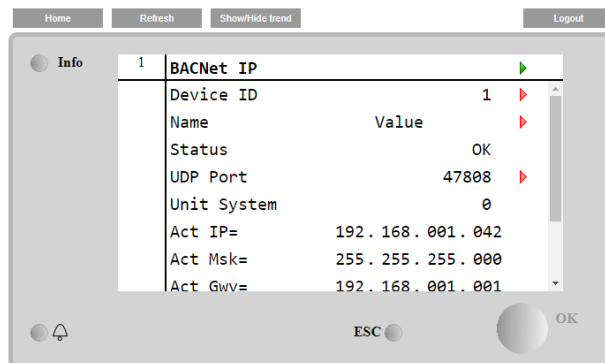 Home Refresh Show/Hide trend Logout
Info
1 BACNet IP
Device ID 1
Name Value
Status OK
UDP Port 47808
Unit System 0
Act IP= 192.168.001.042
Act Msk= 255.255.255.000
Act Gwy= 192.168.001.001
ESC OK